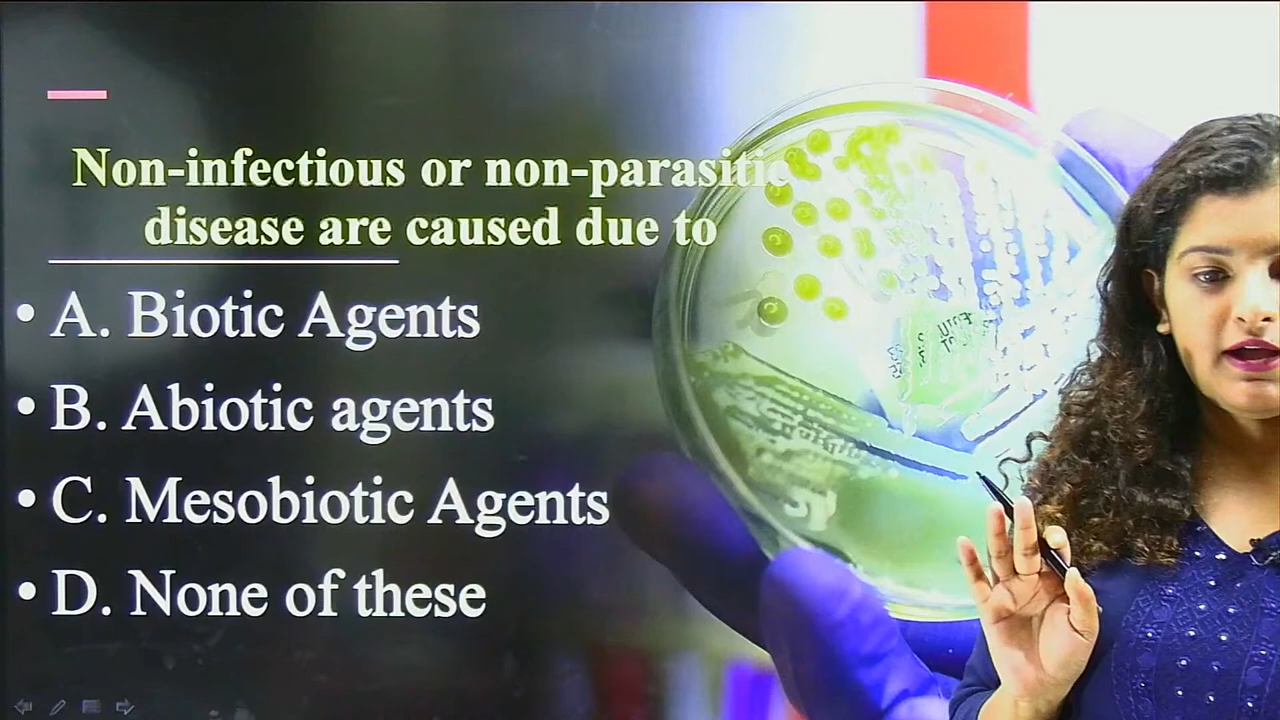 Non-infectious or non-parasitic
disease are caused due to
• A. Biotic Agents
• B. Abiotic agents
• C. Mesobiotic Agents
• D. None of these